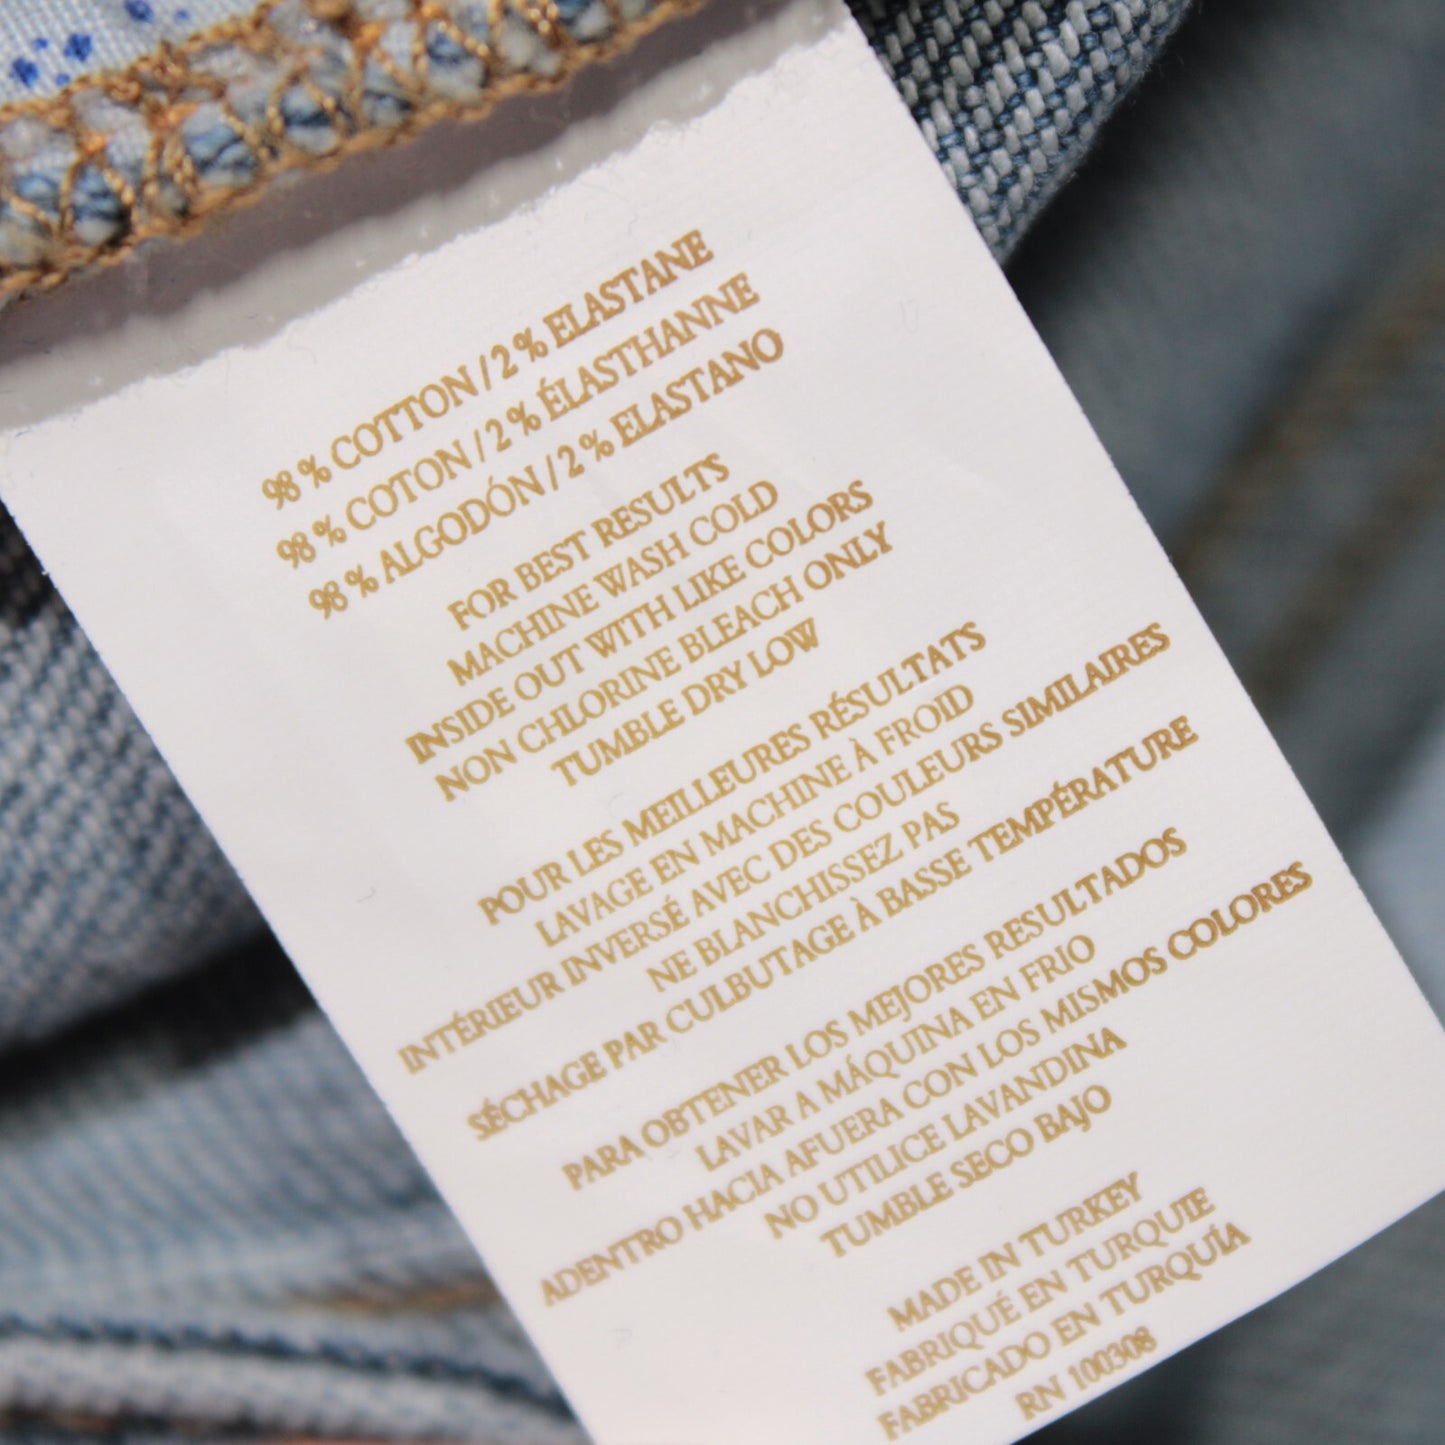 98 % COTTON / 2 % ELASTANE
98 % COTON / 2 % ÉLASTHANNE
98 % ALGODÓN / 2 % ELASTANO
FOR BEST RESULTS
MACHINE WASH COLD
INSIDE OUT WITH LIKE COLORS
NON CHLORINE BLEACH ONLY
TUMBLE DRY LOW
POUR LES MEILLEURES RÉSULTATS
LAVAGE EN MACHINE À FROID
INTÉRIEUR INVERSÉ AVEC DES COULEURS SIMILAIRES
NE BLANCHISSEZ PAS
SÉCHAGE PAR CULBUTAGE À BASSE TEMPÉRATURE
PARA OBTENER LOS MEJORES RESULTADOS
LAVAR A MÁQUINA EN FRIO
ADENTRO HACIA AFUERA CON LOS MISMOS COLORES
NO UTILICE LAVANDINA
TUMBLE SECO BAJO
MADE IN TURKEY
FABRIQUÉ EN TURQUIE
FABRICADO EN TURQUÍA
RN 100308